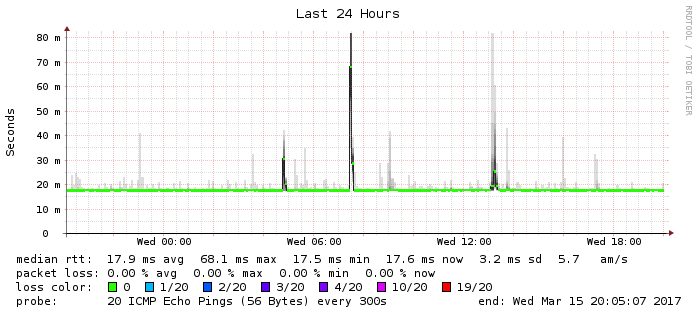 Last 24 Hours
RRDTOOL / TOBI OETIKER
Seconds
80 m
70 m
60 m
50 m
40 m
30 m
20 m
10 m
0
Wed 00:00 Wed 06:00 Wed 12:00 Wed 18:00
median rtt: 17.9 ms avg 68.1 ms max 17.5 ms min 17.6 ms now 3.2 ms sd 5.7 am/s
packet loss: 0.00 % avg 0.00 % max 0.00 % min 0.00 % now
loss color: 0 1/20 2/20 3/20 4/20 10/20 19/20
probe: 20 ICMP Echo Pings (56 Bytes) every 300s end: Wed Mar 15 20:05:07 2017